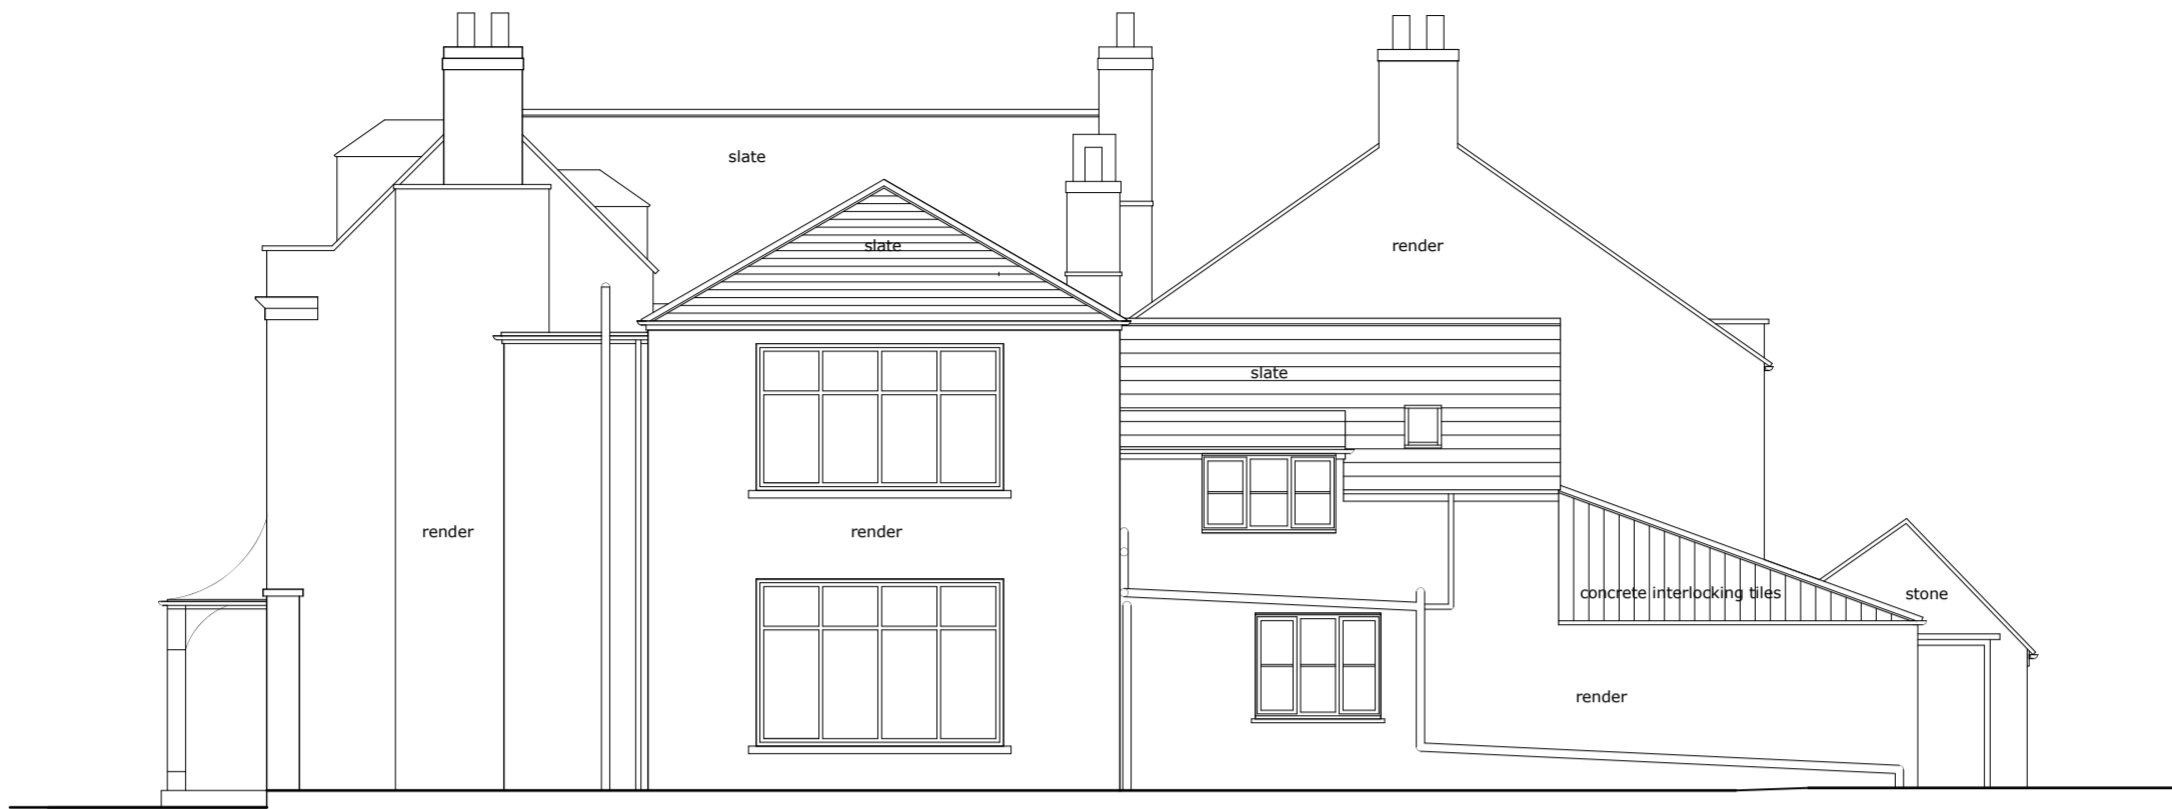 slate
slate
render
slate
render
render
concrete interlocking tiles
stone
render